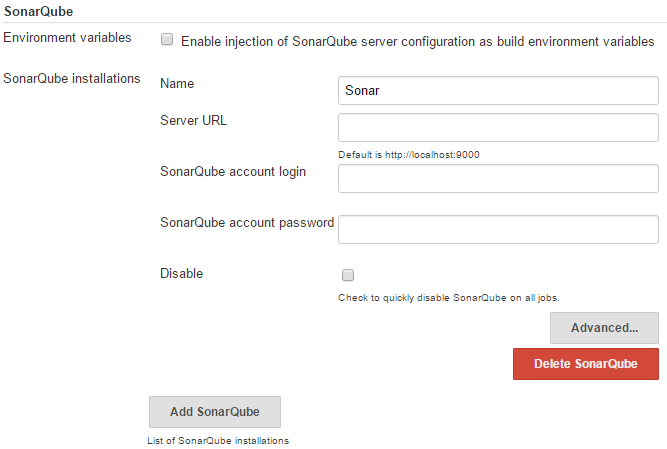 SonarQube
Environment variables
Enable injection of SonarQube server configuration as build environment variables
SonarQube installations
Name
Sonar
Server URL
Default is http://localhost:9000
SonarQube account login
SonarQube account password
Disable
Check to quickly disable SonarQube on all jobs.
Advanced...
Delete SonarQube
Add SonarQube
List of SonarQube installations